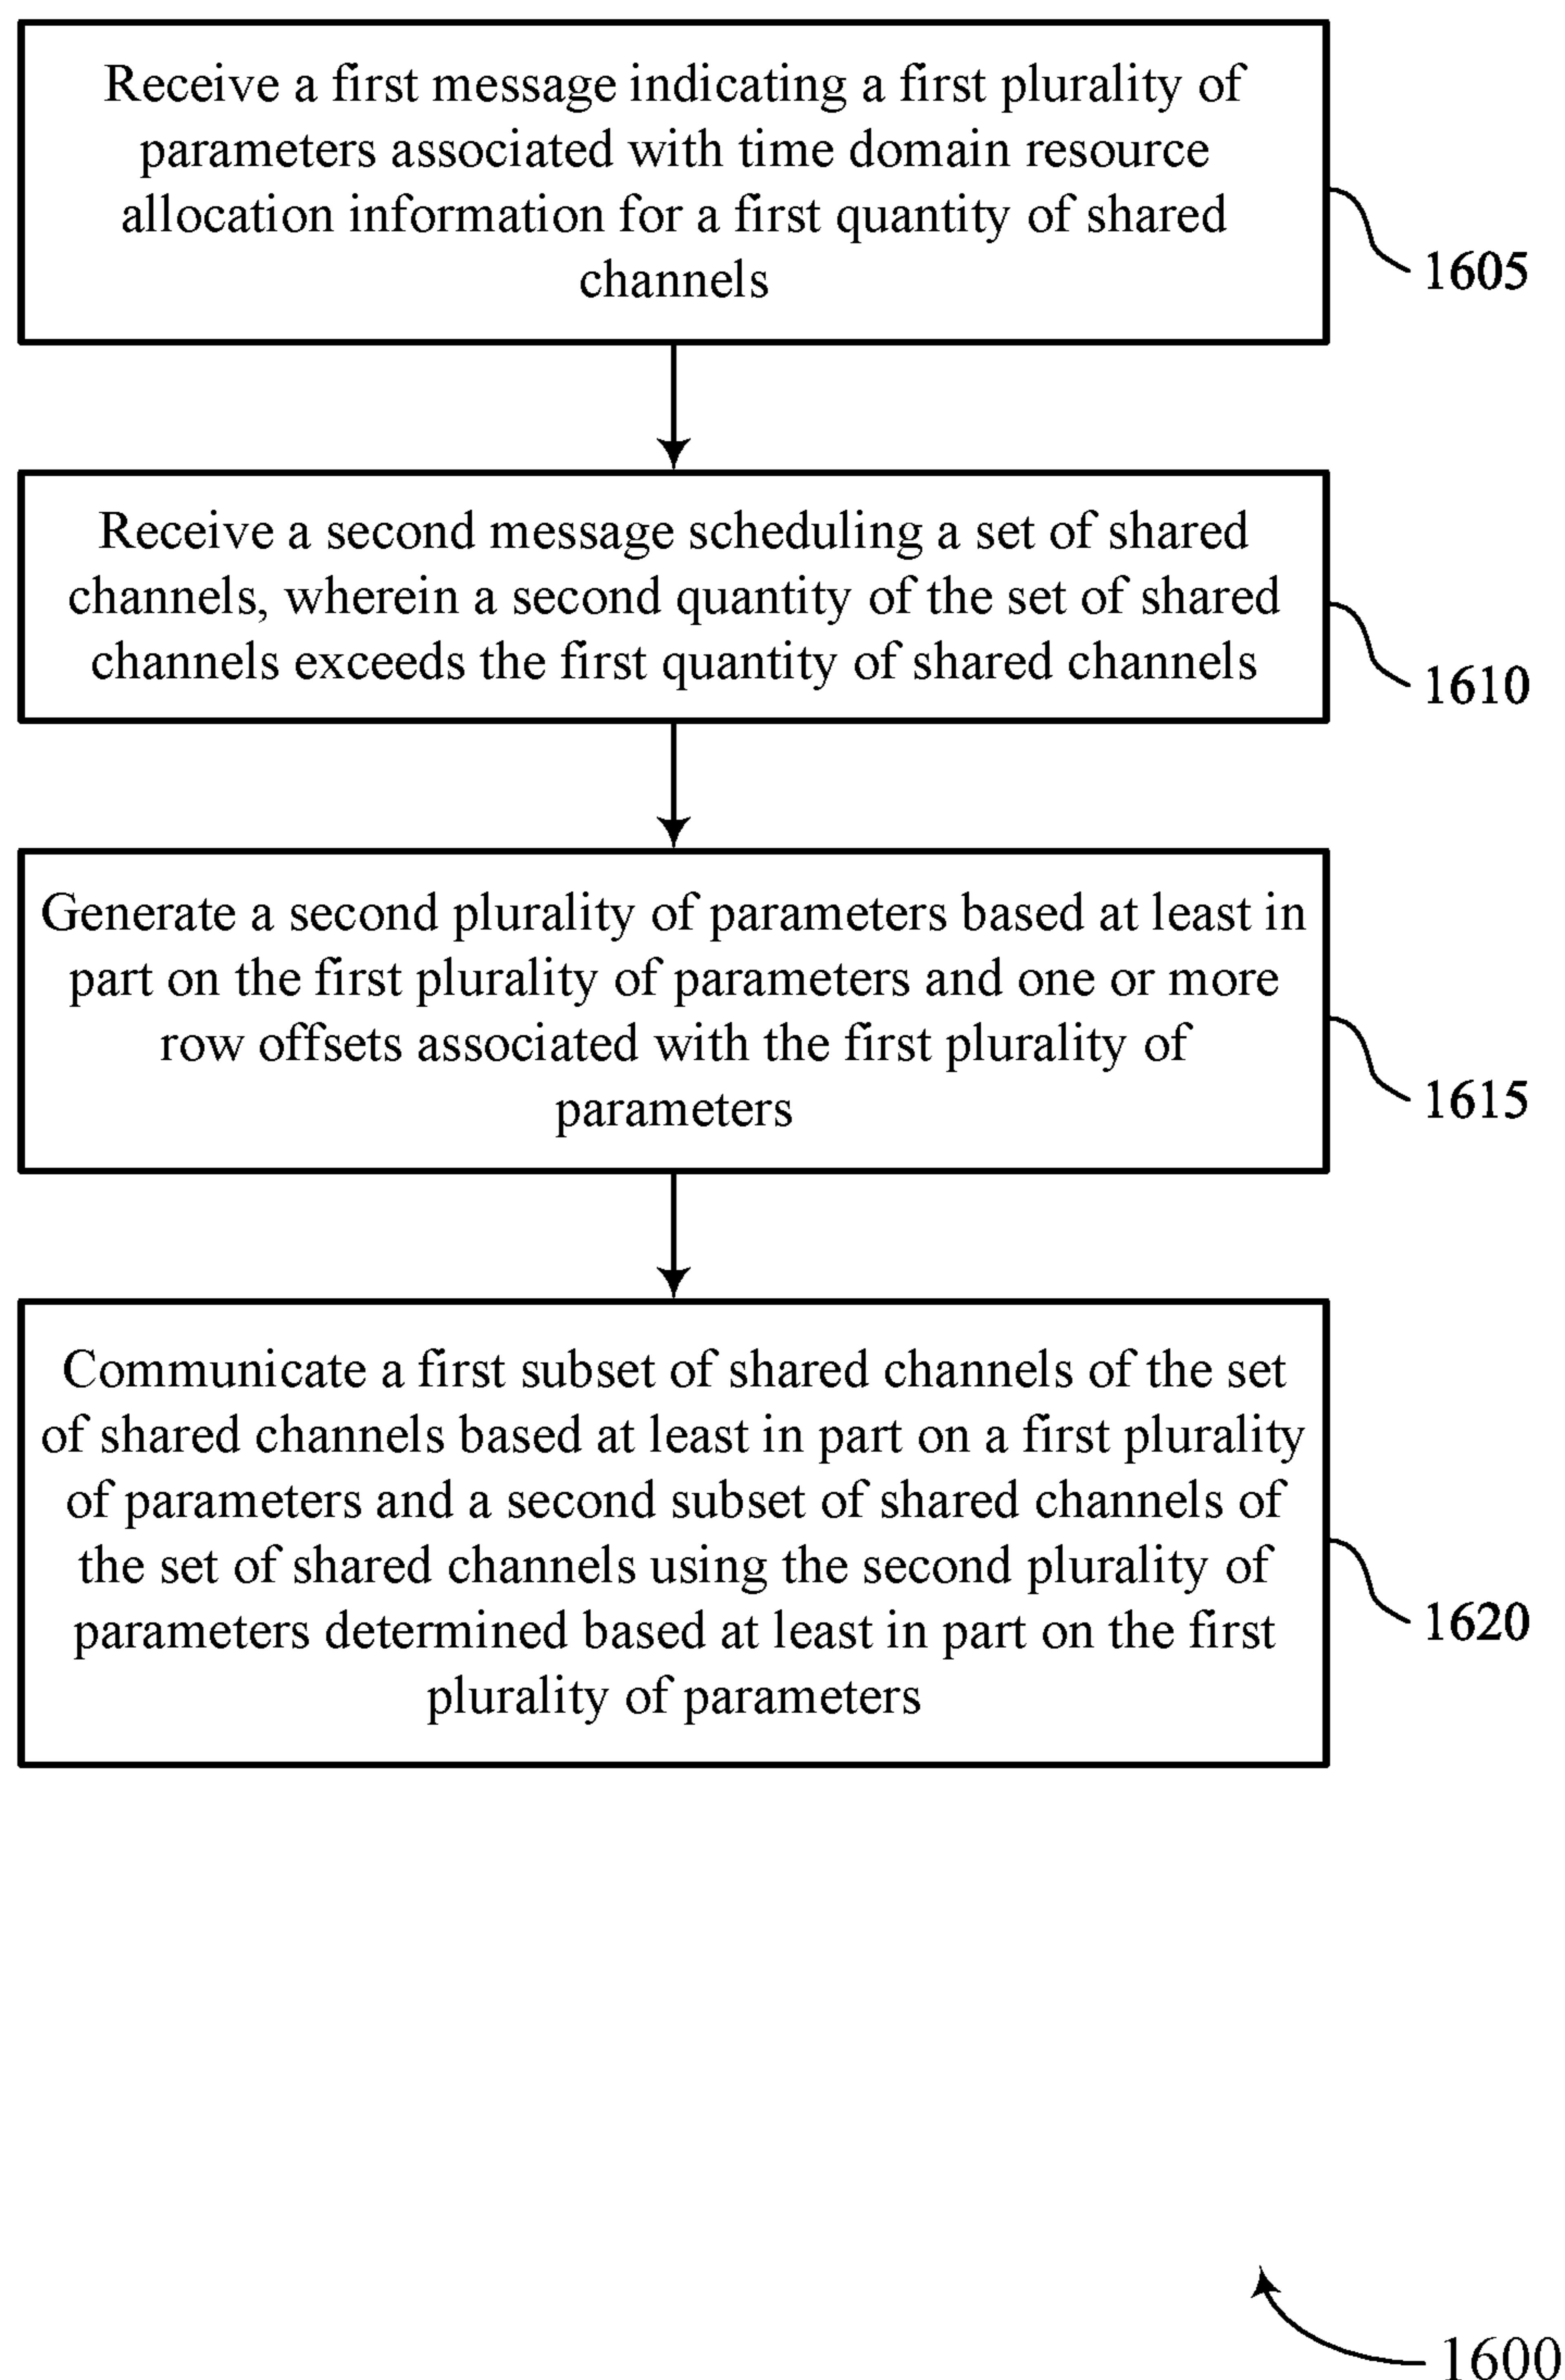 Receive a first message indicating a first plurality of
parameters associated with time domain resource
allocation information for a first quantity of shared
channels
1605
Receive a second message scheduling a set of shared
channels, wherein a second quantity of the set of shared
channels exceeds the first quantity of shared channels
1610
Generate a second plurality of parameters based at least in
part on the first plurality of parameters and one or more
row offsets associated with the first plurality of
parameters
1615
Communicate a first subset of shared channels of the set
of shared channels based at least in part on a first plurality
of parameters and a second subset of shared channels of
the set of shared channels using the second plurality of
parameters determined based at least in part on the first
plurality of parameters
1620
1600